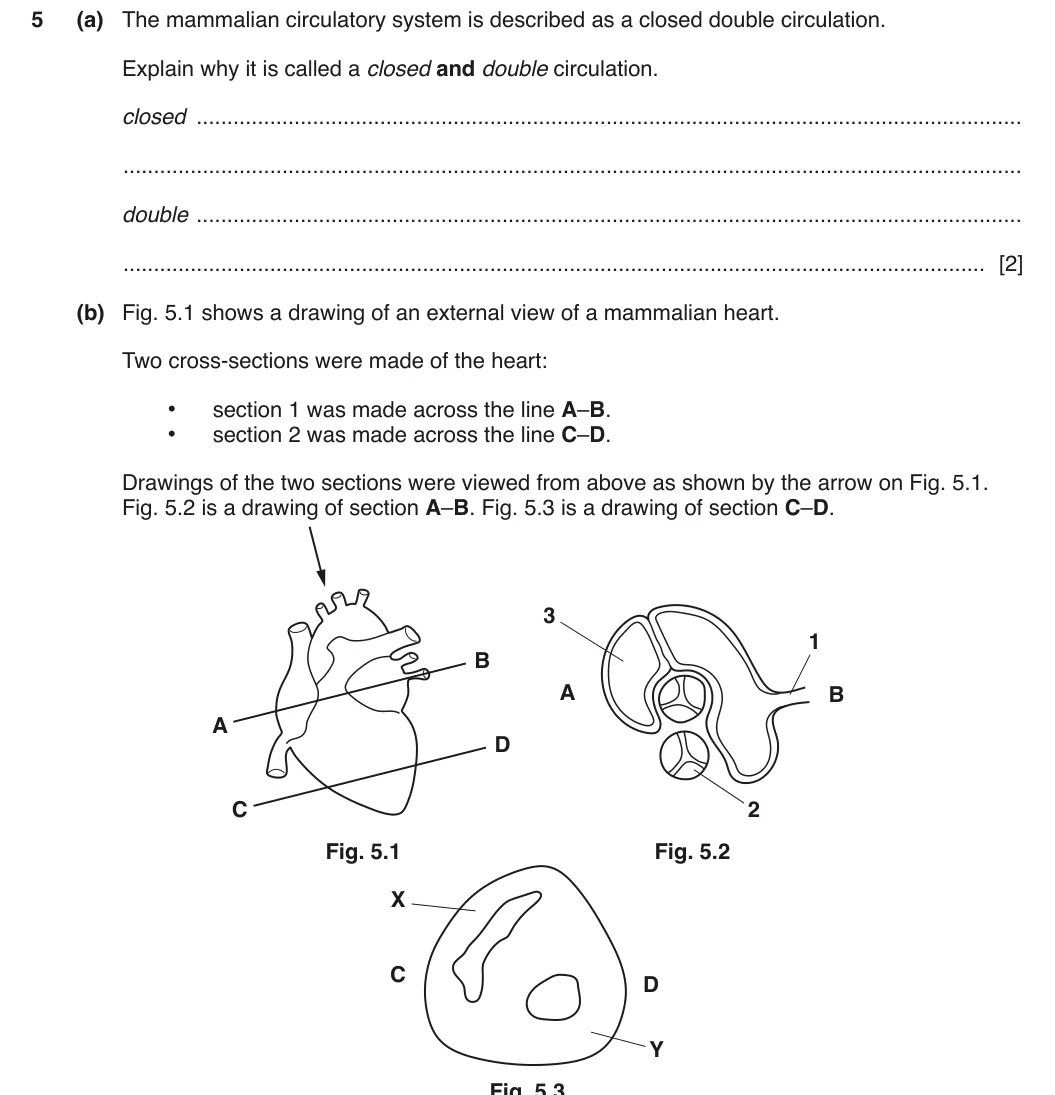 5 (a) The mammalian circulatory system is described as a closed double circulation.
Explain why it is called a closed and double circulation.
closed ..........................................................................................................................................
......................................................................................................................................................
double ..........................................................................................................................................
................................................................................................................................................ [2]
(b) Fig. 5.1 shows a drawing of an external view of a mammalian heart.
Two cross-sections were made of the heart:
• section 1 was made across the line A–B.
• section 2 was made across the line C–D.
Drawings of the two sections were viewed from above as shown by the arrow on Fig. 5.1.
Fig. 5.2 is a drawing of section A–B. Fig. 5.3 is a drawing of section C–D.
A
B
C
D
Fig. 5.1
3
1
A
B
2
Fig. 5.2
X
C
D
Y
Fig. 5.3